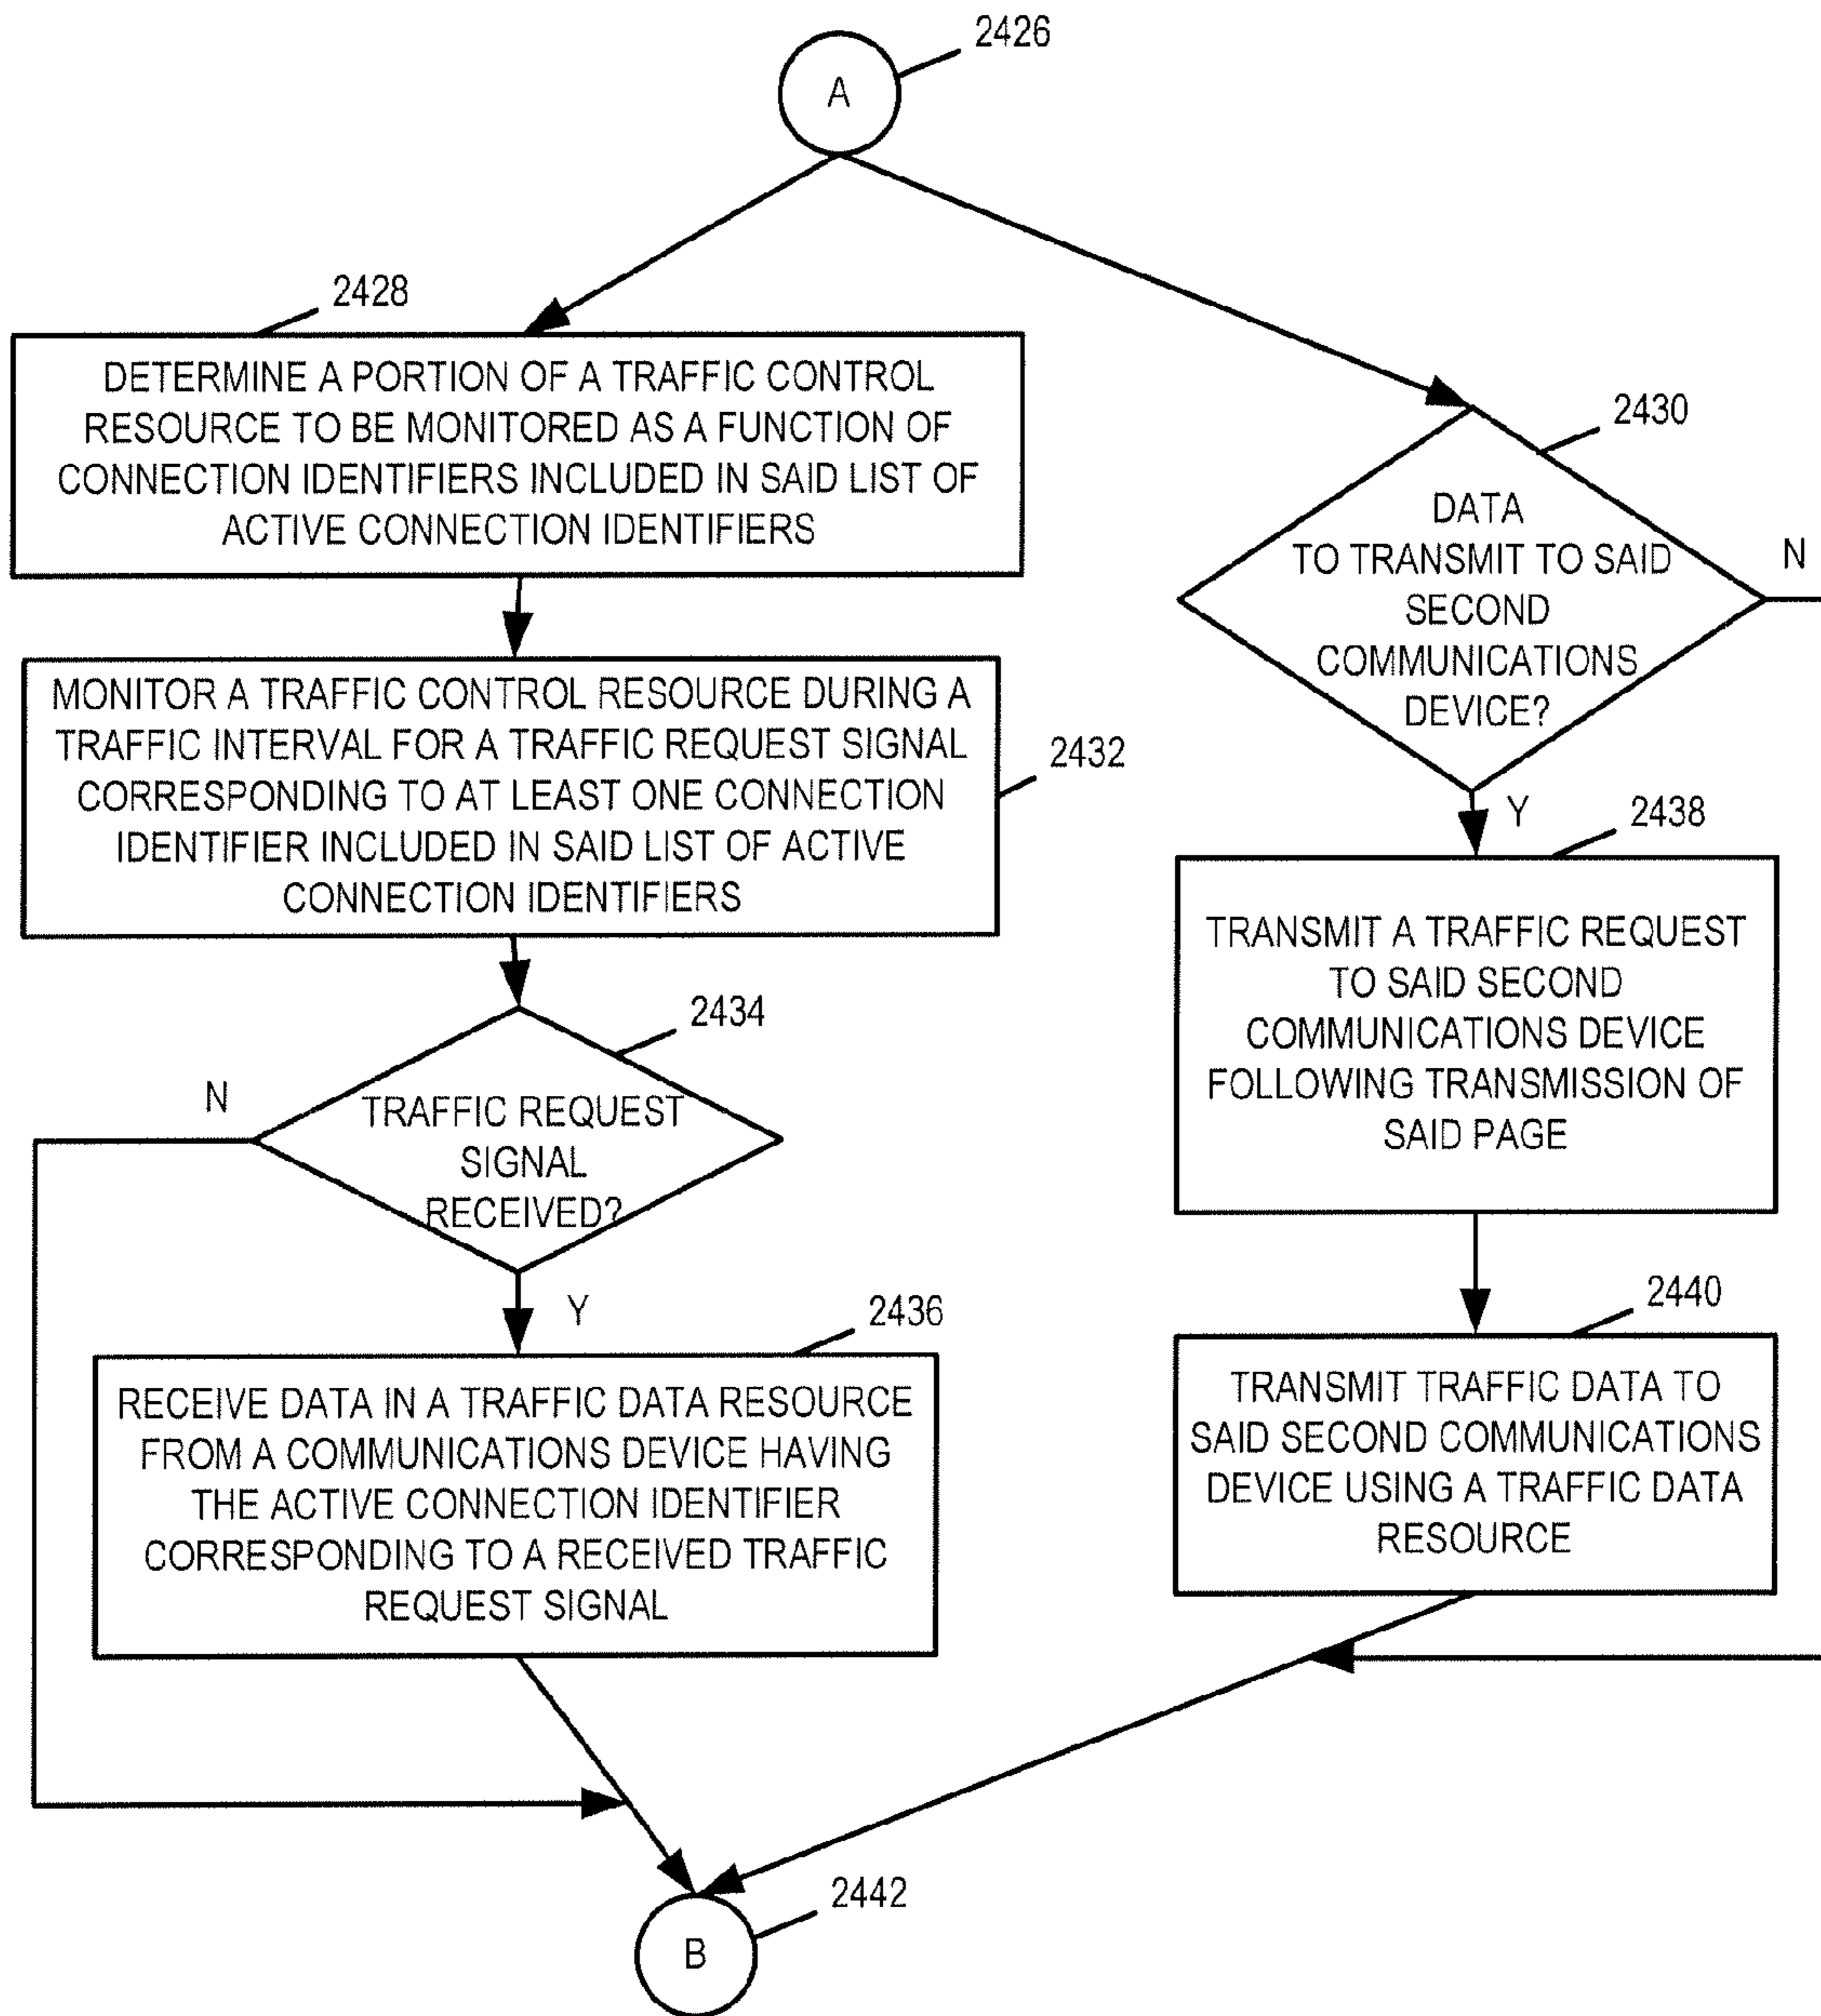 2426
A
2428
DETERMINE A PORTION OF A TRAFFIC CONTROL
RESOURCE TO BE MONITORED AS A FUNCTION OF
CONNECTION IDENTIFIERS INCLUDED IN SAID LIST OF
ACTIVE CONNECTION IDENTIFIERS
2430
DATA
TO TRANSMIT TO SAID
SECOND
COMMUNICATIONS
DEVICE?
N
MONITOR A TRAFFIC CONTROL RESOURCE DURING A
TRAFFIC INTERVAL FOR A TRAFFIC REQUEST SIGNAL
CORRESPONDING TO AT LEAST ONE CONNECTION
IDENTIFIER INCLUDED IN SAID LIST OF ACTIVE
CONNECTION IDENTIFIERS
2432
Y
2438
TRANSMIT A TRAFFIC REQUEST
TO SAID SECOND
COMMUNICATIONS DEVICE
FOLLOWING TRANSMISSION OF
SAID PAGE
2434
N
TRAFFIC REQUEST
SIGNAL
RECEIVED?
Y
2436
RECEIVE DATA IN A TRAFFIC DATA RESOURCE
FROM A COMMUNICATIONS DEVICE HAVING
THE ACTIVE CONNECTION IDENTIFIER
CORRESPONDING TO A RECEIVED TRAFFIC
REQUEST SIGNAL
2440
TRANSMIT TRAFFIC DATA TO
SAID SECOND COMMUNICATIONS
DEVICE USING A TRAFFIC DATA
RESOURCE
2442
B